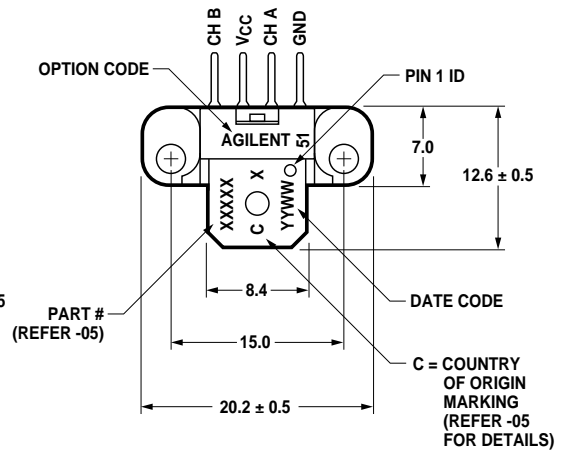 CH B
VCC
CH A
GND
OPTION CODE
PIN 1 ID
AGILENT
51
7.0
12.6 ± 0.5
XXXXX
X
C
YYWW
8.4
DATE CODE
5
PART #
(REFER -05)
15.0
C = COUNTRY
OF ORIGIN
MARKING
(REFER -05
FOR DETAILS)
20.2 ± 0.5